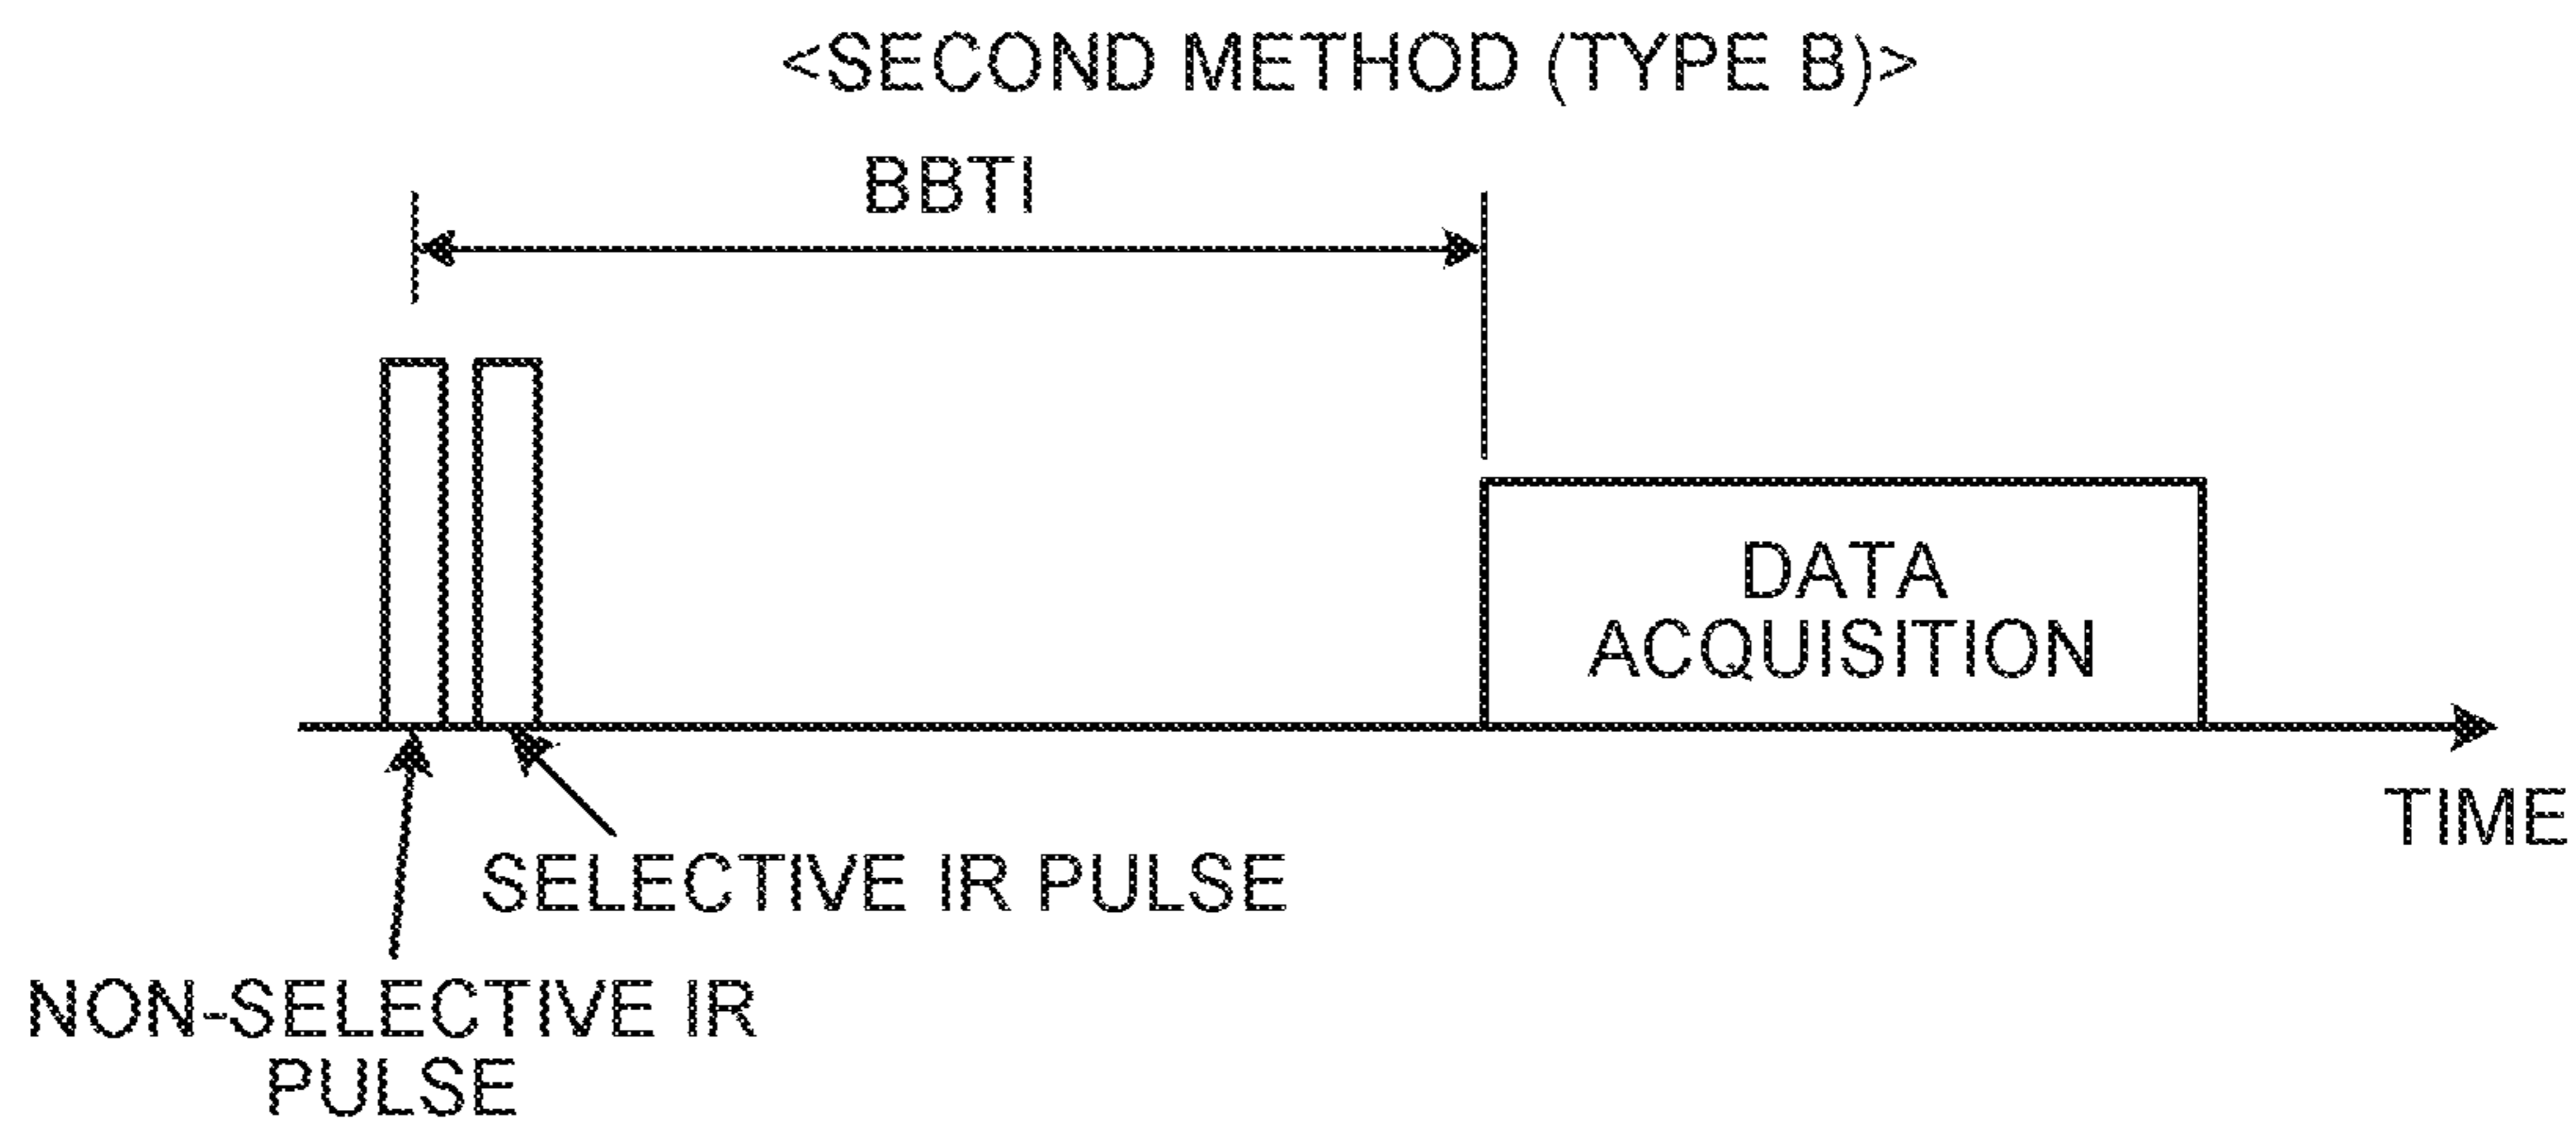 <SECOND METHOD (TYPE B)>
BBTI
DATA
ACQUISITION
TIME
SELECTIVE IR PULSE
NON-SELECTIVE IR
PULSE